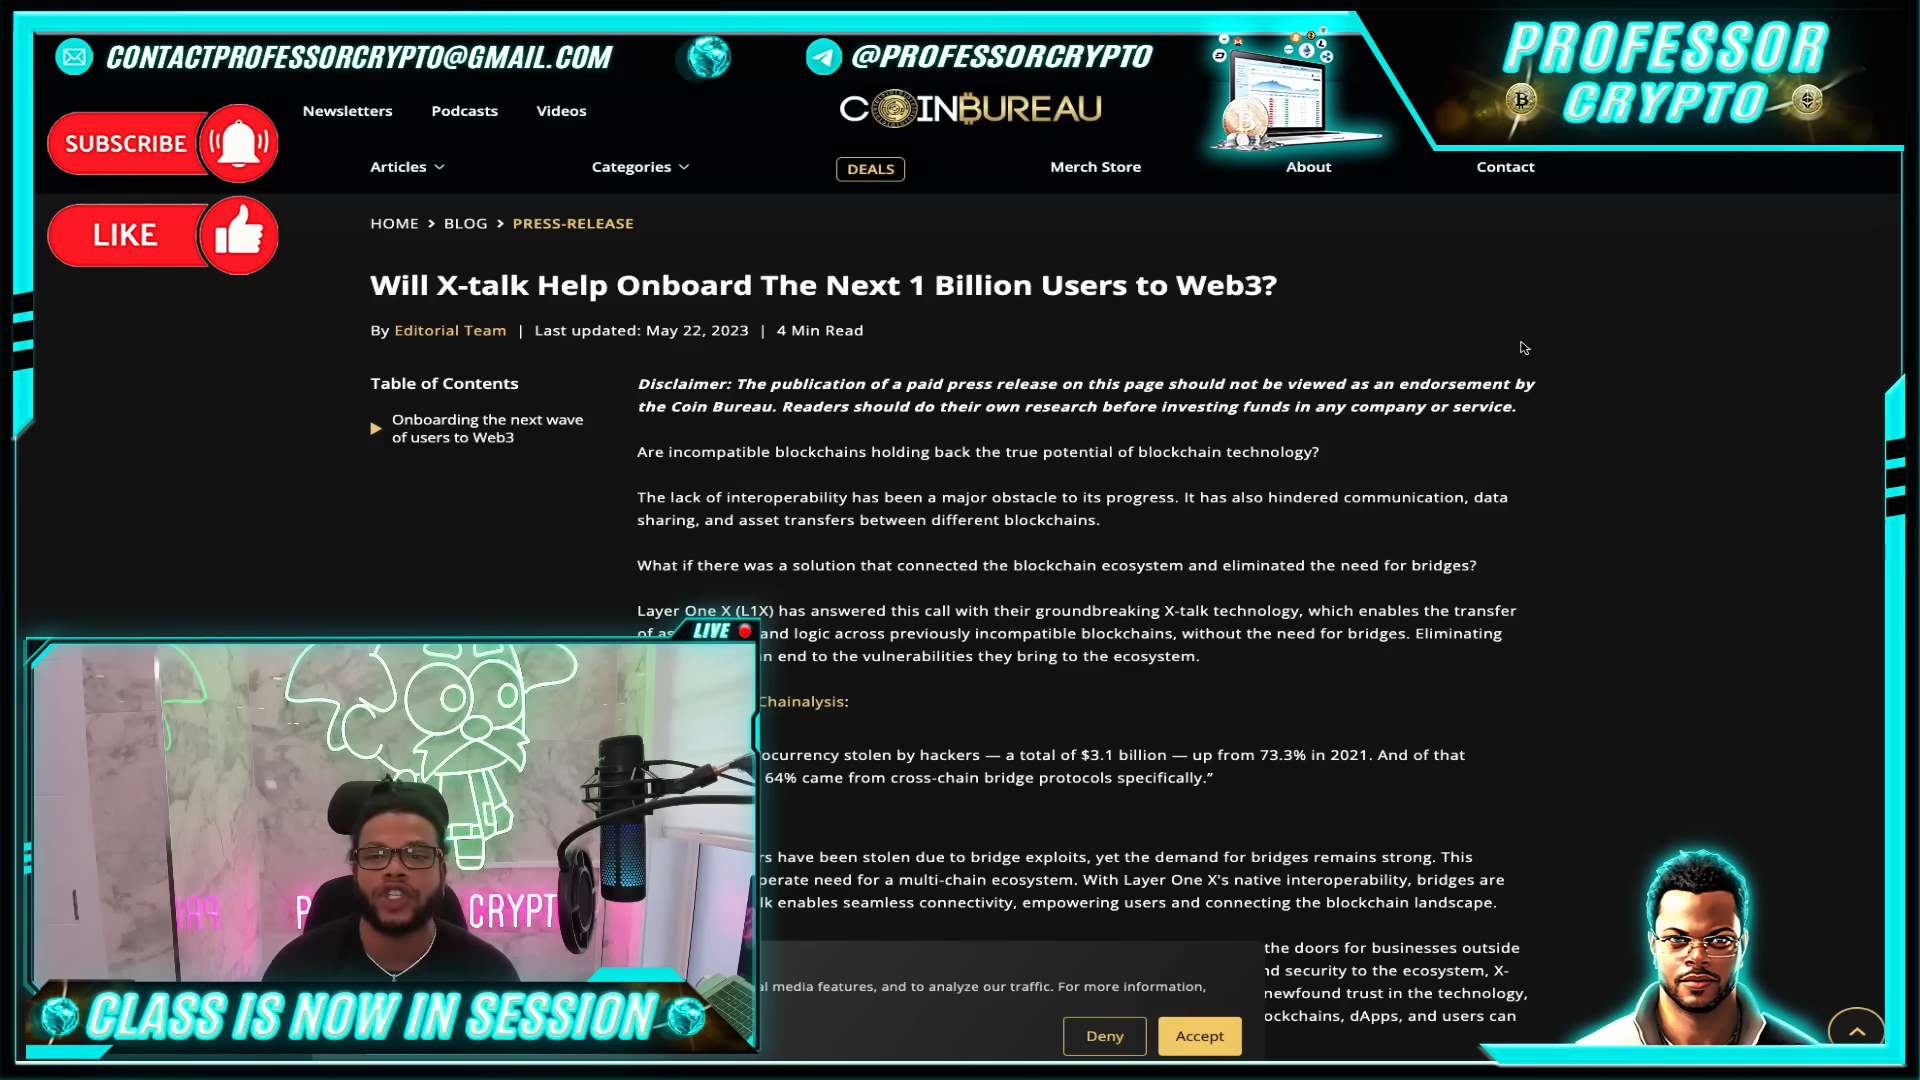 CONTACTPROFESSORCRYPTO@GMAIL.COM
@PROFESSORCRYPTO
PROFESSOR
CRYPTO
SUBSCRIBE
LIKE
Newsletters Podcasts Videos
COINBUREAU
Articles Categories DEALS Merch Store About Contact
HOME > BLOG > PRESS-RELEASE
Will X-talk Help Onboard The Next 1 Billion Users to Web3?
By Editorial Team | Last updated: May 22, 2023 | 4 Min Read
Table of Contents
Onboarding the next wave
of users to Web3
Disclaimer: The publication of a paid press release on this page should not be viewed as an endorsement by
the Coin Bureau. Readers should do their own research before investing funds in any company or service.
Are incompatible blockchains holding back the true potential of blockchain technology?
The lack of interoperability has been a major obstacle to its progress. It has also hindered communication, data
sharing, and asset transfers between different blockchains.
What if there was a solution that connected the blockchain ecosystem and eliminated the need for bridges?
Layer One X (L1X) has answered this call with their groundbreaking X-talk technology, which enables the transfer
of as and logic across previously incompatible blockchains, without the need for bridges. Eliminating
end to the vulnerabilities they bring to the ecosystem.
Chainalysis:
ocurrency stolen by hackers — a total of $3.1 billion — up from 73.3% in 2021. And of that
64% came from cross-chain bridge protocols specifically.”
rs have been stolen due to bridge exploits, yet the demand for bridges remains strong. This
perate need for a multi-chain ecosystem. With Layer One X's native interoperability, bridges are
lk enables seamless connectivity, empowering users and connecting the blockchain landscape.
the doors for businesses outside
nd security to the ecosystem, X-
newfound trust in the technology,
ockchains, dApps, and users can
al media features, and to analyze our traffic. For more information,
Deny Accept
LIVE
P CRYPT
CLASS IS NOW IN SESSION